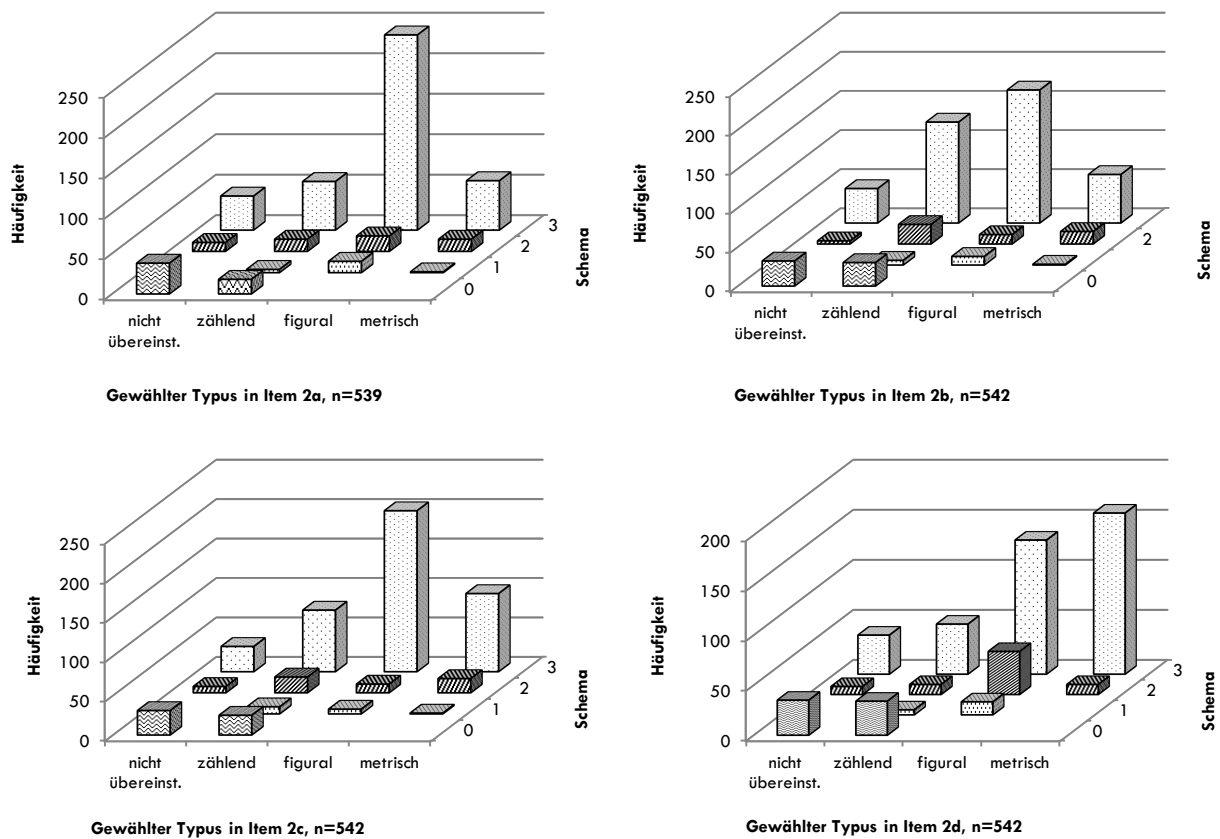 250
200
150
100
50
0
Häufigkeit
nicht
übereinst.
zählend
figural
metrisch
0
1
2
3
Schema
Gewählter Typus in Item 2a, n=539
250
200
150
100
50
0
Häufigkeit
nicht
übereinst.
zählend
figural
metrisch
0
2
Schema
Gewählter Typus in Item 2b, n=542
250
200
150
100
50
0
Häufigkeit
nicht
übereinst.
zählend
figural
metrisch
0
1
2
3
Schema
Gewählter Typus in Item 2c, n=542
200
150
100
50
0
Häufigkeit
nicht
übereinst.
zählend
figural
metrisch
0
1
2
3
Schema
Gewählter Typus in Item 2d, n=542